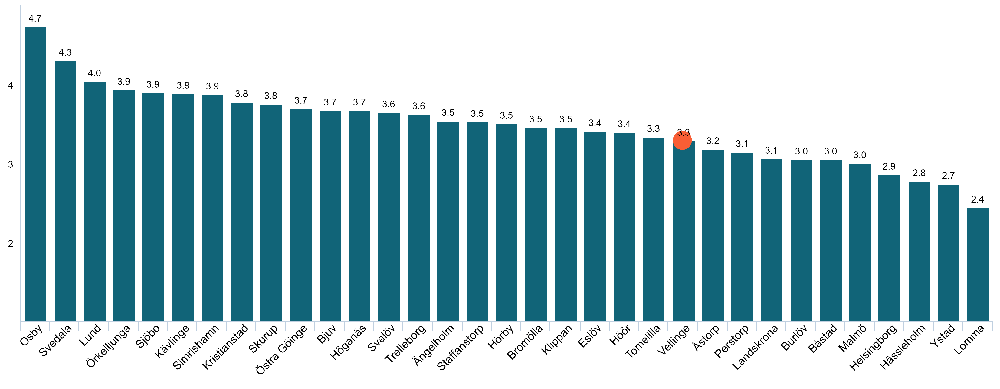 4.7
4.3
4.0
3.9
3.9
3.9
3.9
3.8
3.8
3.7
3.7
3.7
3.6
3.6
3.5
3.5
3.5
3.5
3.5
3.4
3.4
3.3
3.3
3.2
3.1
3.1
3.0
3.0
3.0
2.9
2.8
2.7
2.4
4
3
2
Osby
Svedala
Lund
Örkelljunga
Sjöbo
Kävlinge
Simrishamn
Kristianstad
Skurup
Östra Göinge
Bjuv
Höganäs
Svalöv
Trelleborg
Ängelholm
Staffanstorp
Hörby
Bromölla
Klippan
Eslöv
Höör
Tomelilla
Vellinge
Åstorp
Perstorp
Landskrona
Burlöv
Båstad
Malmö
Helsingborg
Hässleholm
Ystad
Lomma